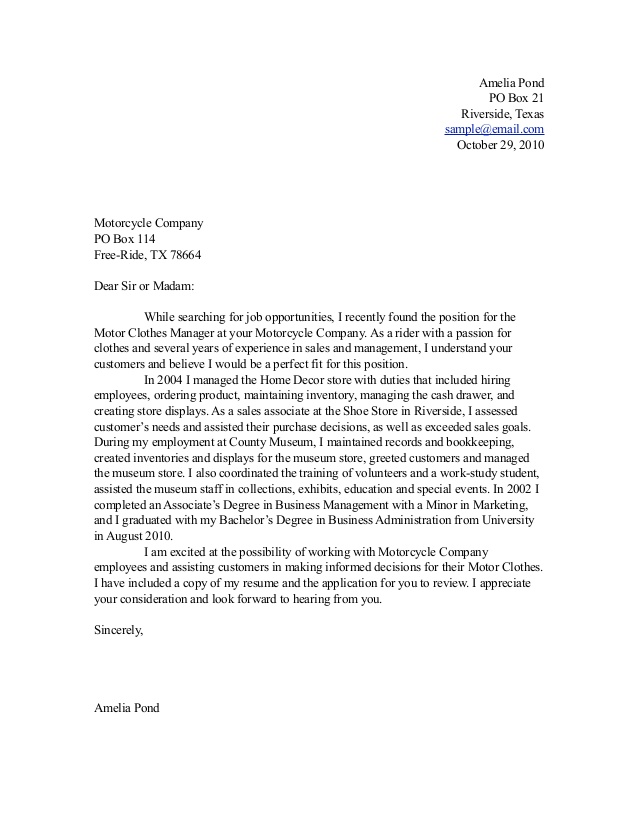 Amelia Pond
PO Box 21
Riverside, Texas
sample@email.com
October 29, 2010
Motorcycle Company
PO Box 114
Free-Ride, TX 78664
Dear Sir or Madam:
While searching for job opportunities, I recently found the position for the
Motor Clothes Manager at your Motorcycle Company. As a rider with a passion for
clothes and several years of experience in sales and management, I understand your
customers and believe I would be a perfect fit for this position.
In 2004 I managed the Home Decor store with duties that included hiring
employees, ordering product, maintaining inventory, managing the cash drawer, and
creating store displays. As a sales associate at the Shoe Store in Riverside, I assessed
customer’s needs and assisted their purchase decisions, as well as exceeded sales goals.
During my employment at County Museum, I maintained records and bookkeeping,
created inventories and displays for the museum store, greeted customers and managed
the museum store. I also coordinated the training of volunteers and a work-study student,
assisted the museum staff in collections, exhibits, education and special events. In 2002 I
completed an Associate’s Degree in Business Management with a Minor in Marketing,
and I graduated with my Bachelor’s Degree in Business Administration from University
in August 2010.
I am excited at the possibility of working with Motorcycle Company
employees and assisting customers in making informed decisions for their Motor Clothes.
I have included a copy of my resume and the application for you to review. I appreciate
your consideration and look forward to hearing from you.
Sincerely,
Amelia Pond